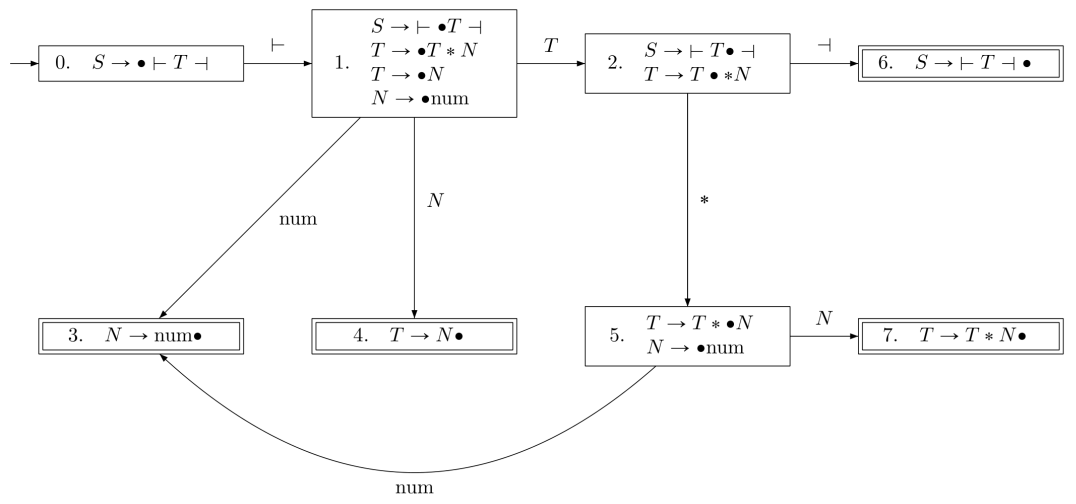 0. S → • ⊢ T ⊣
⊢
1. S → ⊢ •T ⊣
T → •T ∗ N
T → •N
N → •num
T
2. S → ⊢ T• ⊣
T → T • ∗N
⊣
6. S → ⊢ T ⊣ •
num
N
∗
3. N → num•
4. T → N•
5. T → T ∗ •N
N → •num
N
7. T → T ∗ N•
num